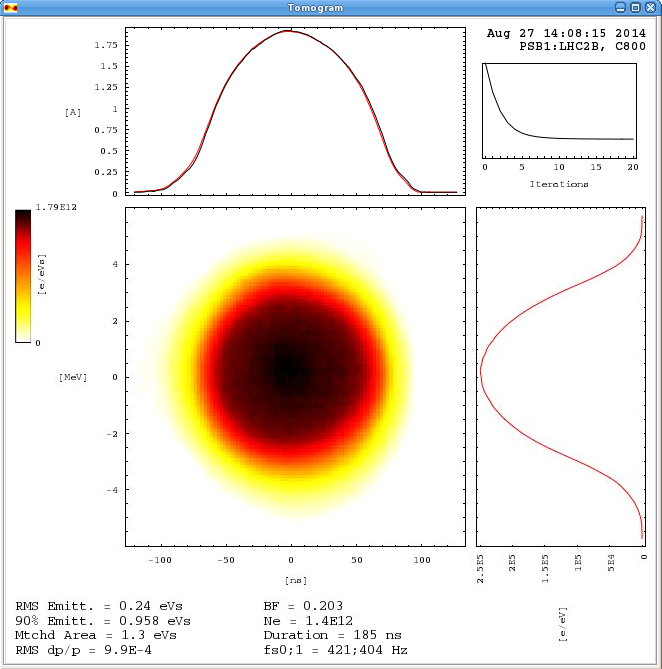 Tomogram
Aug 27 14:08:15 2014
PSB1:LHC2B, C800
[A]
1.75
1.5
1.25
1
0.75
0.5
0.25
0
0 5 10 15 20
Iterations
1.79E12
[e/eVs]
0
[MeV]
4
2
0
-2
-4
-100 -50 0 50 100
[ns]
2.5E5 2E5 1.5E5 1E5 5E4 0
[e/eV]
RMS Emitt. = 0.24 eVs BF = 0.203
90% Emitt. = 0.958 eVs Ne = 1.4E12
Mtchd Area = 1.3 eVs Duration = 185 ns
RMS dp/p = 9.9E-4 fs0;1 = 421;404 Hz